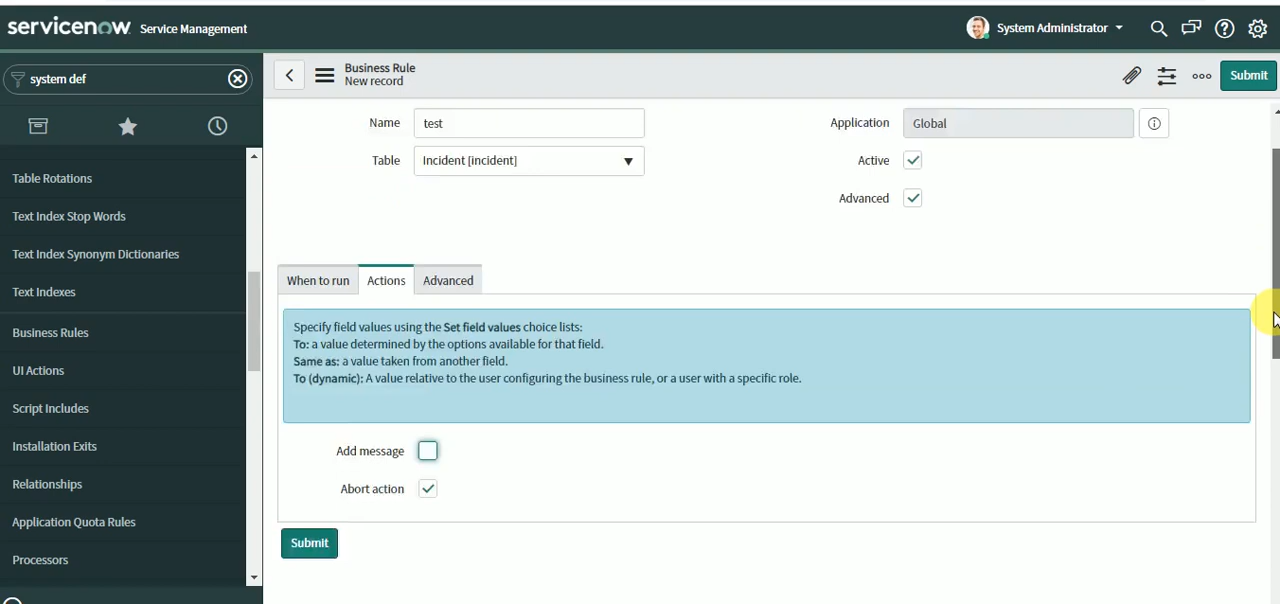 servicenow Service Management
System Administrator
system def
Business Rule
New record
Submit
Table Rotations
Text Index Stop Words
Text Index Synonym Dictionaries
Text Indexes
Business Rules
UI Actions
Script Includes
Installation Exits
Relationships
Application Quota Rules
Processors
Name test
Application Global
Table Incident [incident]
Active
Advanced
When to run Actions Advanced
Specify field values using the Set field values choice lists:
To: a value determined by the options available for that field.
Same as: a value taken from another field.
To (dynamic): A value relative to the user configuring the business rule, or a user with a specific role.
Add message
Abort action
Submit